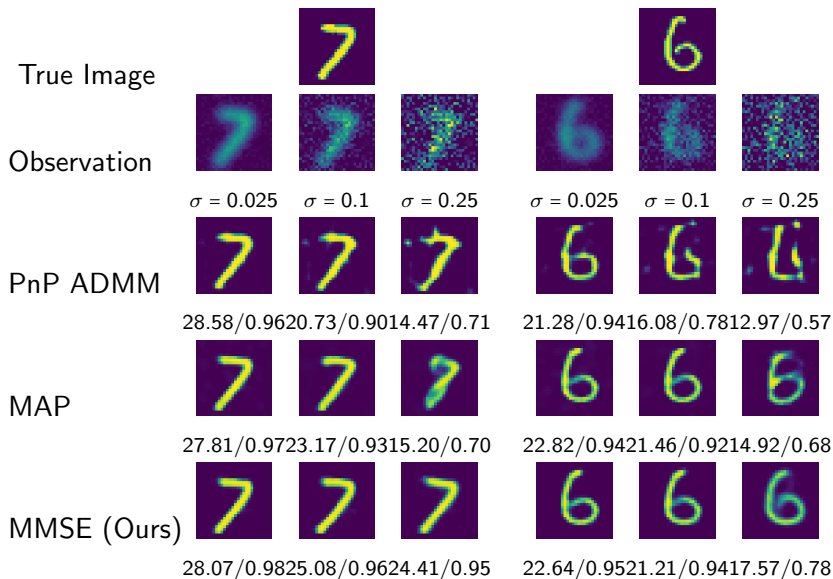 True Image
Observation
σ = 0.025 σ = 0.1 σ = 0.25 σ = 0.025 σ = 0.1 σ = 0.25
PnP ADMM
28.58/0.96 20.73/0.90 14.47/0.71 21.28/0.94 16.08/0.78 12.97/0.57
MAP
27.81/0.97 23.17/0.93 15.20/0.70 22.82/0.94 21.46/0.92 14.92/0.68
MMSE (Ours)
28.07/0.98 25.08/0.96 24.41/0.95 22.64/0.95 21.21/0.94 17.57/0.78